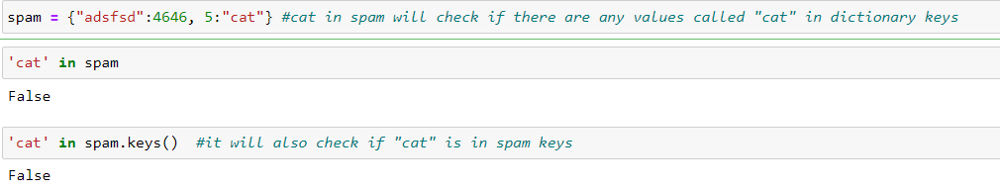 spam = {"adsfsd":4646, 5:"cat"} #cat in spam will check if there are any values called "cat" in dictionary keys
'cat' in spam
False
'cat' in spam.keys()  #it will also check if "cat" is in spam keys
False